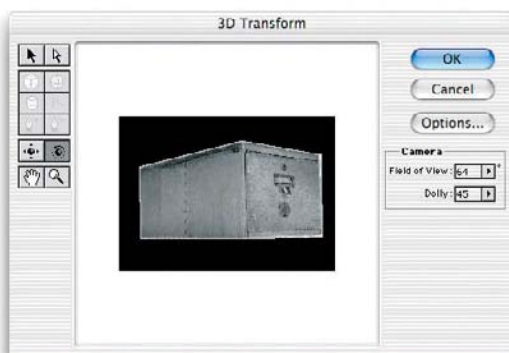 3D Transform
OK
Cancel
Options...
Camera
Field of View: 64 °
Dolly: 45